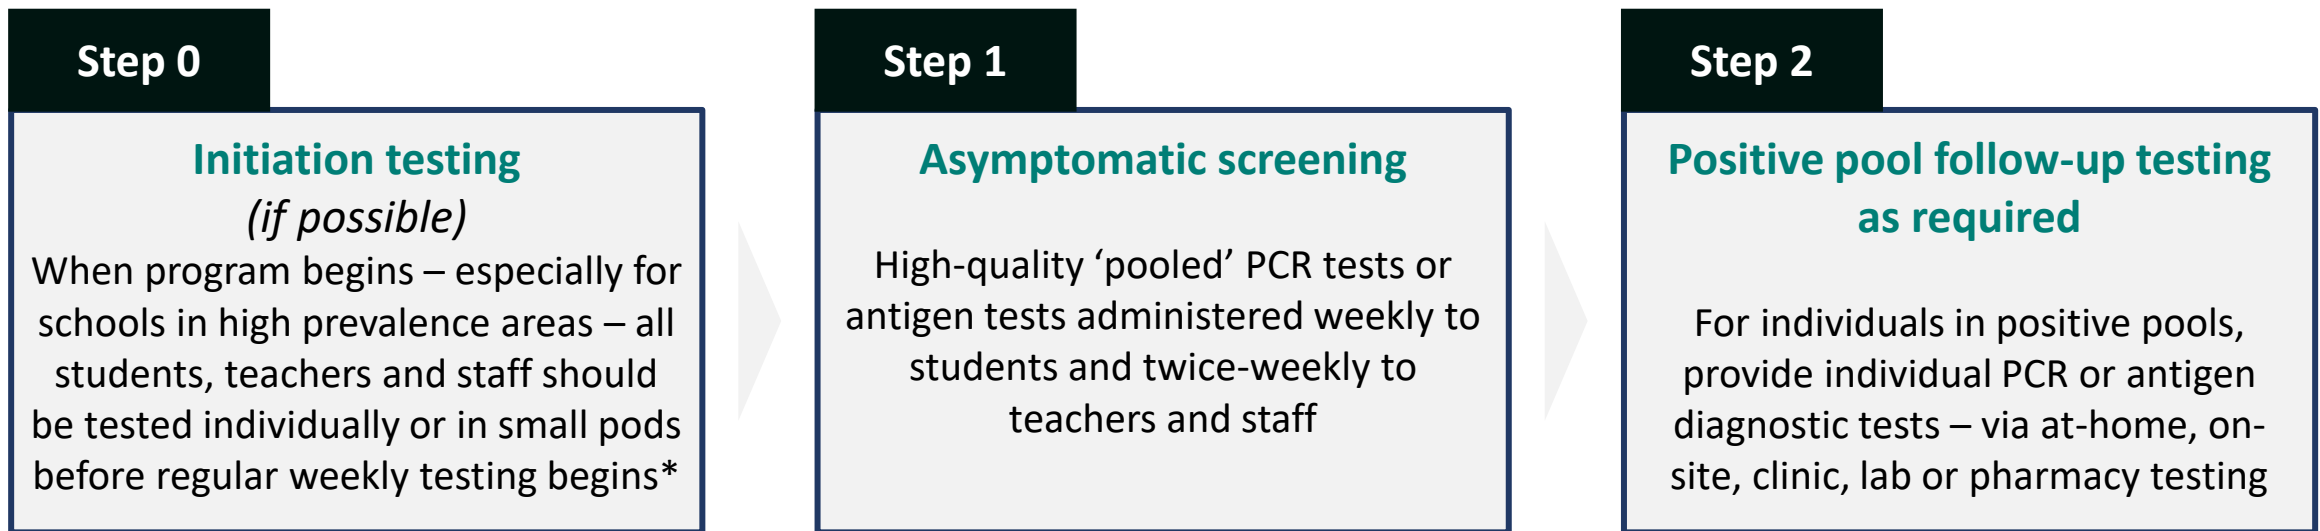 Step 0
Initiation testing
(if possible)
When program begins – especially for
schools in high prevalence areas – all
students, teachers and staff should
be tested individually or in small pods
before regular weekly testing begins*
Step 1
Asymptomatic screening
High-quality ‘pooled’ PCR tests or
antigen tests administered weekly to
students and twice-weekly to
teachers and staff
Step 2
Positive pool follow-up testing
as required
For individuals in positive pools,
provide individual PCR or antigen
diagnostic tests – via at-home, on-
site, clinic, lab or pharmacy testing